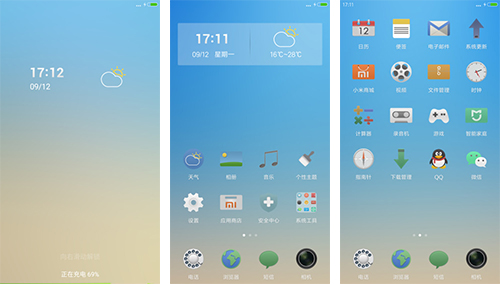 17:12
09/12
正在充电 69%
17:11
09/12 星期一
16℃~28℃
天气 相册 音乐 个性主题
设置 应用商店 安全中心 系统工具
电话 浏览器 短信 相机
17:11
12
日历 便签 电子邮件 系统更新
小米商城 视频 文件管理 时钟
计算器 录音机 游戏 智能家庭
指南针 下载管理 QQ 微信
电话 浏览器 短信 相机